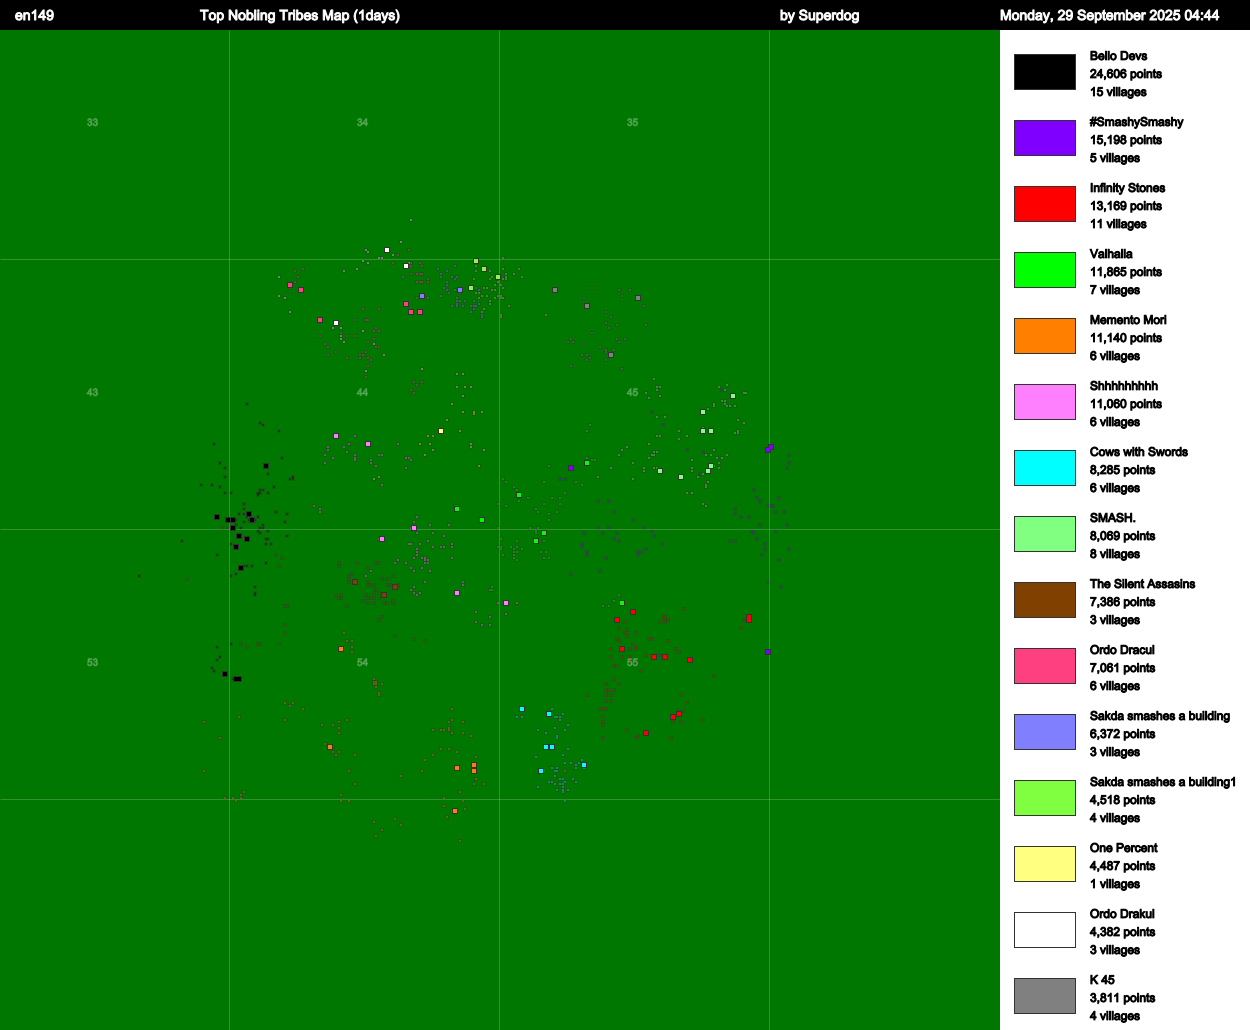 en149 Top Nobling Tribes Map (1days) by Superdog Monday, 29 September 2025 04:44
33 34 35
43 44 45
53 54 55
Bello Devs
24,606 points
15 villages
#SmashySmashy
15,198 points
5 villages
Infinity Stones
13,169 points
11 villages
Valhalla
11,865 points
7 villages
Memento Mori
11,140 points
6 villages
Shhhhhhhhh
11,060 points
6 villages
Cows with Swords
8,285 points
6 villages
SMASH.
8,069 points
8 villages
The Silent Assasins
7,386 points
3 villages
Ordo Dracul
7,061 points
6 villages
Sakda smashes a building
6,372 points
3 villages
Sakda smashes a building1
4,518 points
4 villages
One Percent
4,487 points
1 villages
Ordo Drakul
4,382 points
3 villages
K 45
3,811 points
4 villages